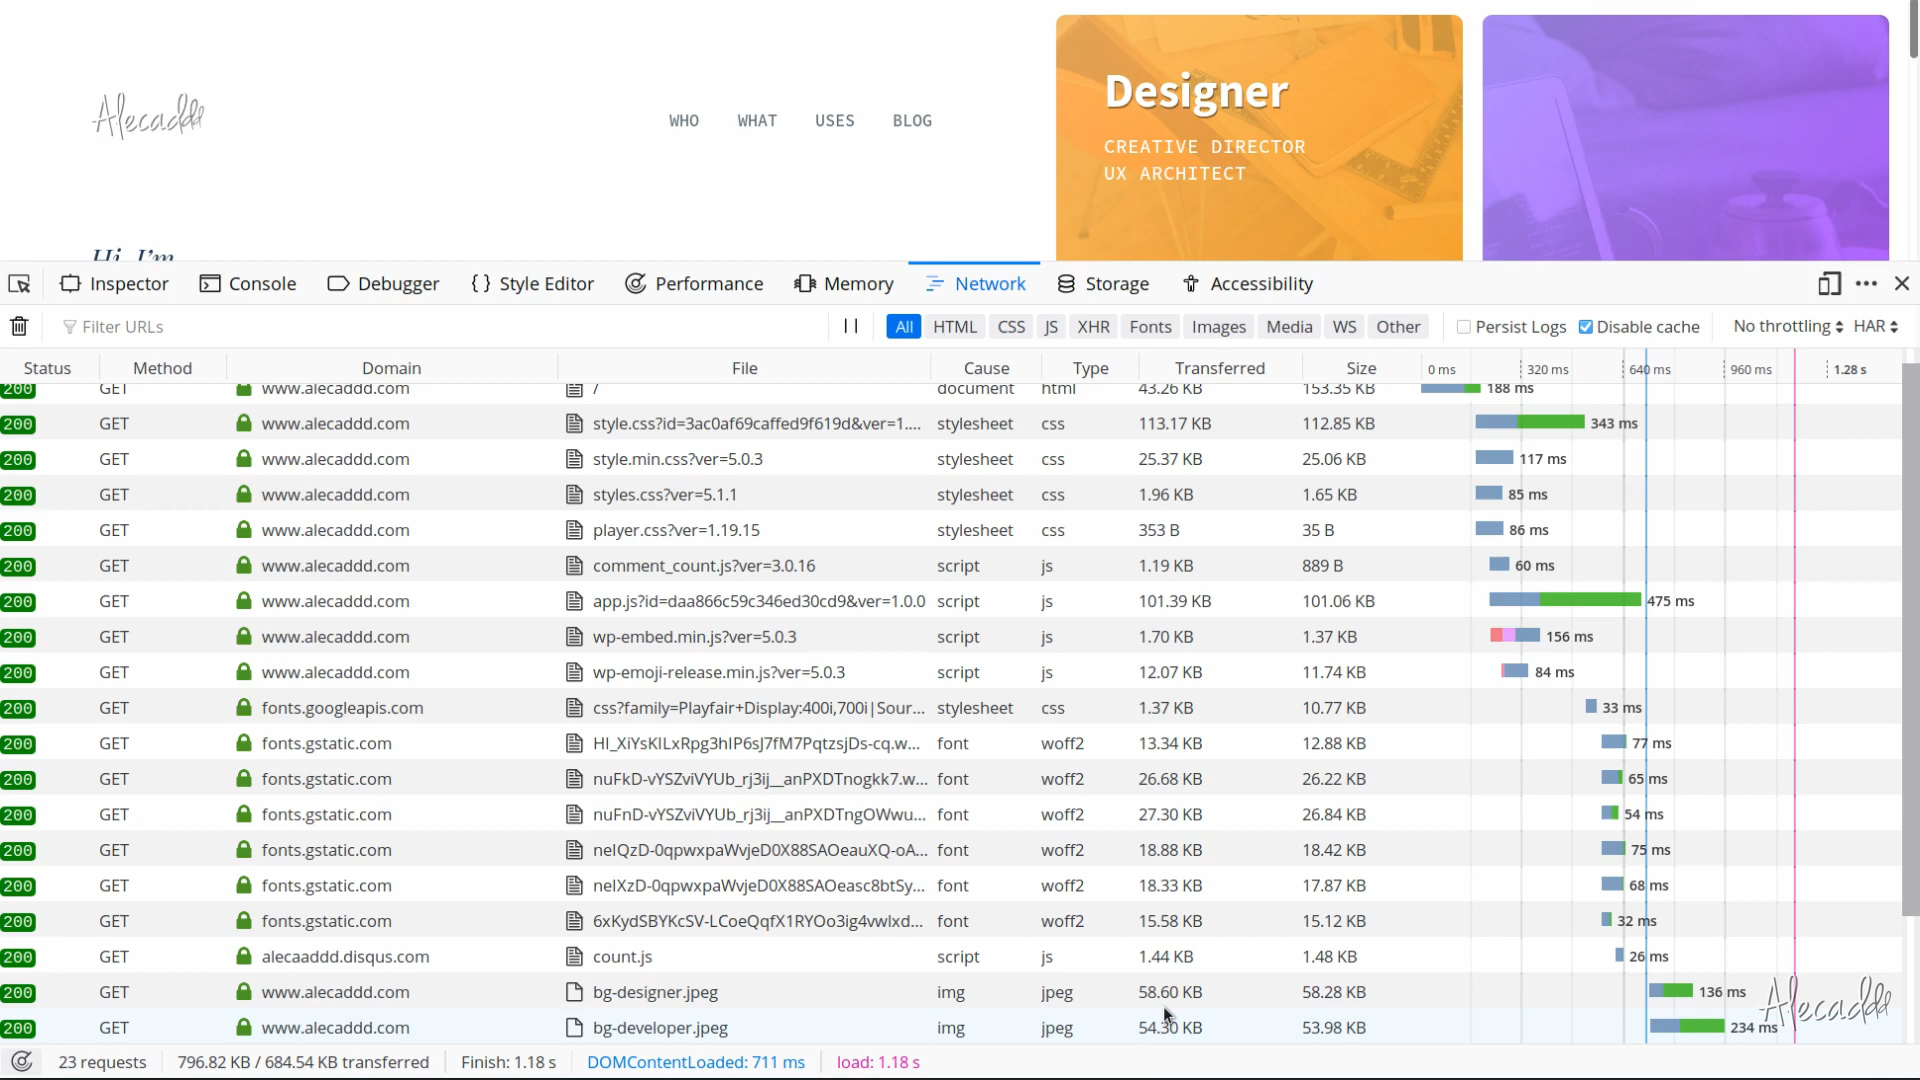 Alecaddd
WHO WHAT USES BLOG
Designer
CREATIVE DIRECTOR
UX ARCHITECT
Hi, I'm
Inspector Console Debugger Style Editor Performance Memory Network Storage Accessibility
Filter URLs All HTML CSS JS XHR Fonts Images Media WS Other Persist Logs Disable cache No throttling HAR
Status Method Domain File Cause Type Transferred Size 0 ms 320 ms 640 ms 960 ms 1.28 s
200 GET www.alecaddd.com / document html 43.26 KB 153.35 KB 188 ms
200 GET www.alecaddd.com style.css?id=3ac0af69caffed9f619d&ver=1.... stylesheet css 113.17 KB 112.85 KB 343 ms
200 GET www.alecaddd.com style.min.css?ver=5.0.3 stylesheet css 25.37 KB 25.06 KB 117 ms
200 GET www.alecaddd.com styles.css?ver=5.1.1 stylesheet css 1.96 KB 1.65 KB 85 ms
200 GET www.alecaddd.com player.css?ver=1.19.15 stylesheet css 353 B 35 B 86 ms
200 GET www.alecaddd.com comment_count.js?ver=3.0.16 script js 1.19 KB 889 B 60 ms
200 GET www.alecaddd.com app.js?id=daa866c59c346ed30cd9&ver=1.0.0 script js 101.39 KB 101.06 KB 475 ms
200 GET www.alecaddd.com wp-embed.min.js?ver=5.0.3 script js 1.70 KB 1.37 KB 156 ms
200 GET www.alecaddd.com wp-emoji-release.min.js?ver=5.0.3 script js 12.07 KB 11.74 KB 84 ms
200 GET fonts.googleapis.com css?family=Playfair+Display:400i,700i|Sour... stylesheet css 1.37 KB 10.77 KB 33 ms
200 GET fonts.gstatic.com HI_XiYsKILxRpg3hIP6sJ7fM7PqtzsjDs-cq.w... font woff2 13.34 KB 12.88 KB 77 ms
200 GET fonts.gstatic.com nuFkD-vYSZviVYUb_rj3ij__anPXDTnogkk7.w... font woff2 26.68 KB 26.22 KB 65 ms
200 GET fonts.gstatic.com nuFnD-vYSZviVYUb_rj3ij__anPXDTngOWwu... font woff2 27.30 KB 26.84 KB 54 ms
200 GET fonts.gstatic.com neIQzD-0qpwxpaWvjeD0X88SAOeauXQ-oA... font woff2 18.88 KB 18.42 KB 75 ms
200 GET fonts.gstatic.com neIXzD-0qpwxpaWvjeD0X88SAOeasc8btSy... font woff2 18.33 KB 17.87 KB 68 ms
200 GET fonts.gstatic.com 6xKydSBYKcSV-LCoeQqfX1RYOo3ig4vwlxd... font woff2 15.58 KB 15.12 KB 32 ms
200 GET alecaaddd.disqus.com count.js script js 1.44 KB 1.48 KB 26 ms
200 GET www.alecaddd.com bg-designer.jpeg img jpeg 58.60 KB 58.28 KB 136 ms
200 GET www.alecaddd.com bg-developer.jpeg img jpeg 54.30 KB 53.98 KB 234 ms
Alecaddd
23 requests 796.82 KB / 684.54 KB transferred Finish: 1.18 s DOMContentLoaded: 711 ms load: 1.18 s